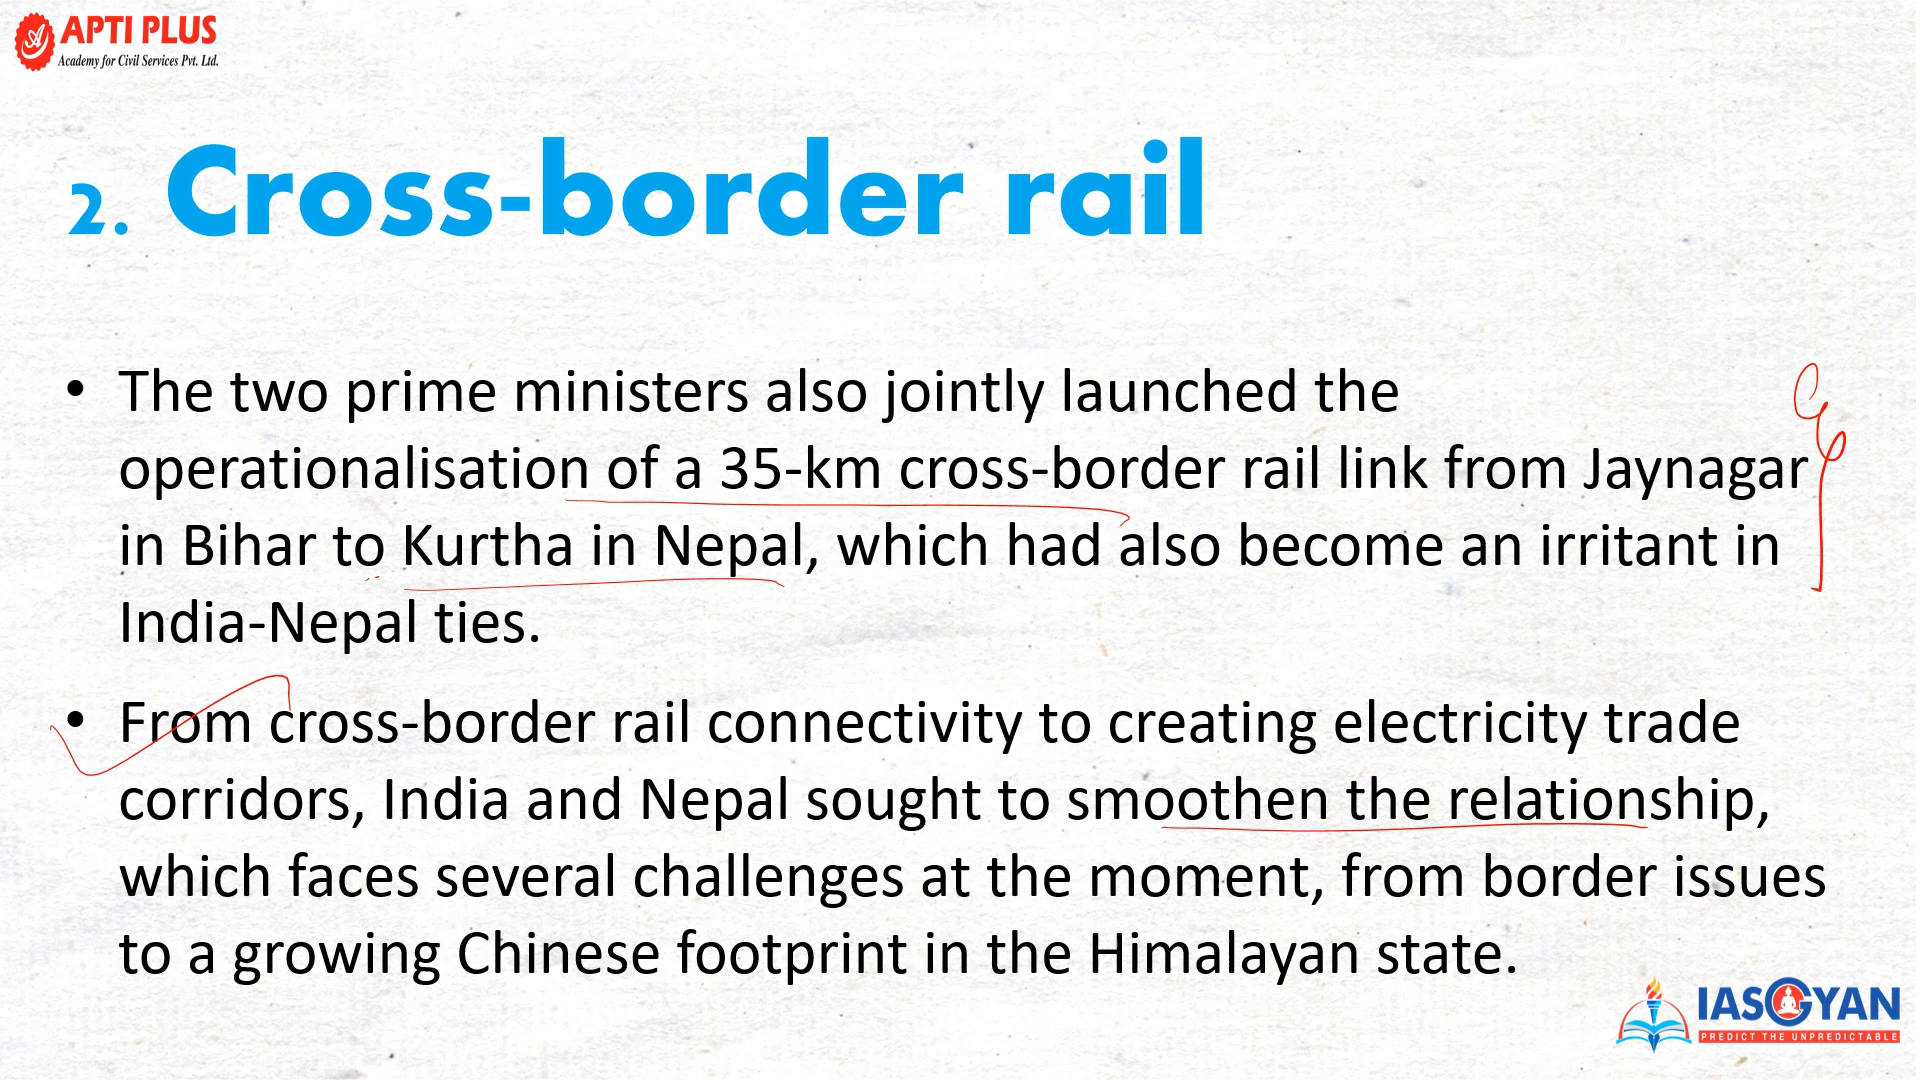 APTI PLUS
Academy for Civil Services Pvt. Ltd.
2. Cross-border rail
• The two prime ministers also jointly launched the
operationalisation of a 35-km cross-border rail link from Jaynagar
in Bihar to Kurtha in Nepal, which had also become an irritant in
India-Nepal ties.
• From cross-border rail connectivity to creating electricity trade
corridors, India and Nepal sought to smoothen the relationship,
which faces several challenges at the moment, from border issues
to a growing Chinese footprint in the Himalayan state.
IASGYAN
PREDICT THE UNPREDICTABLE